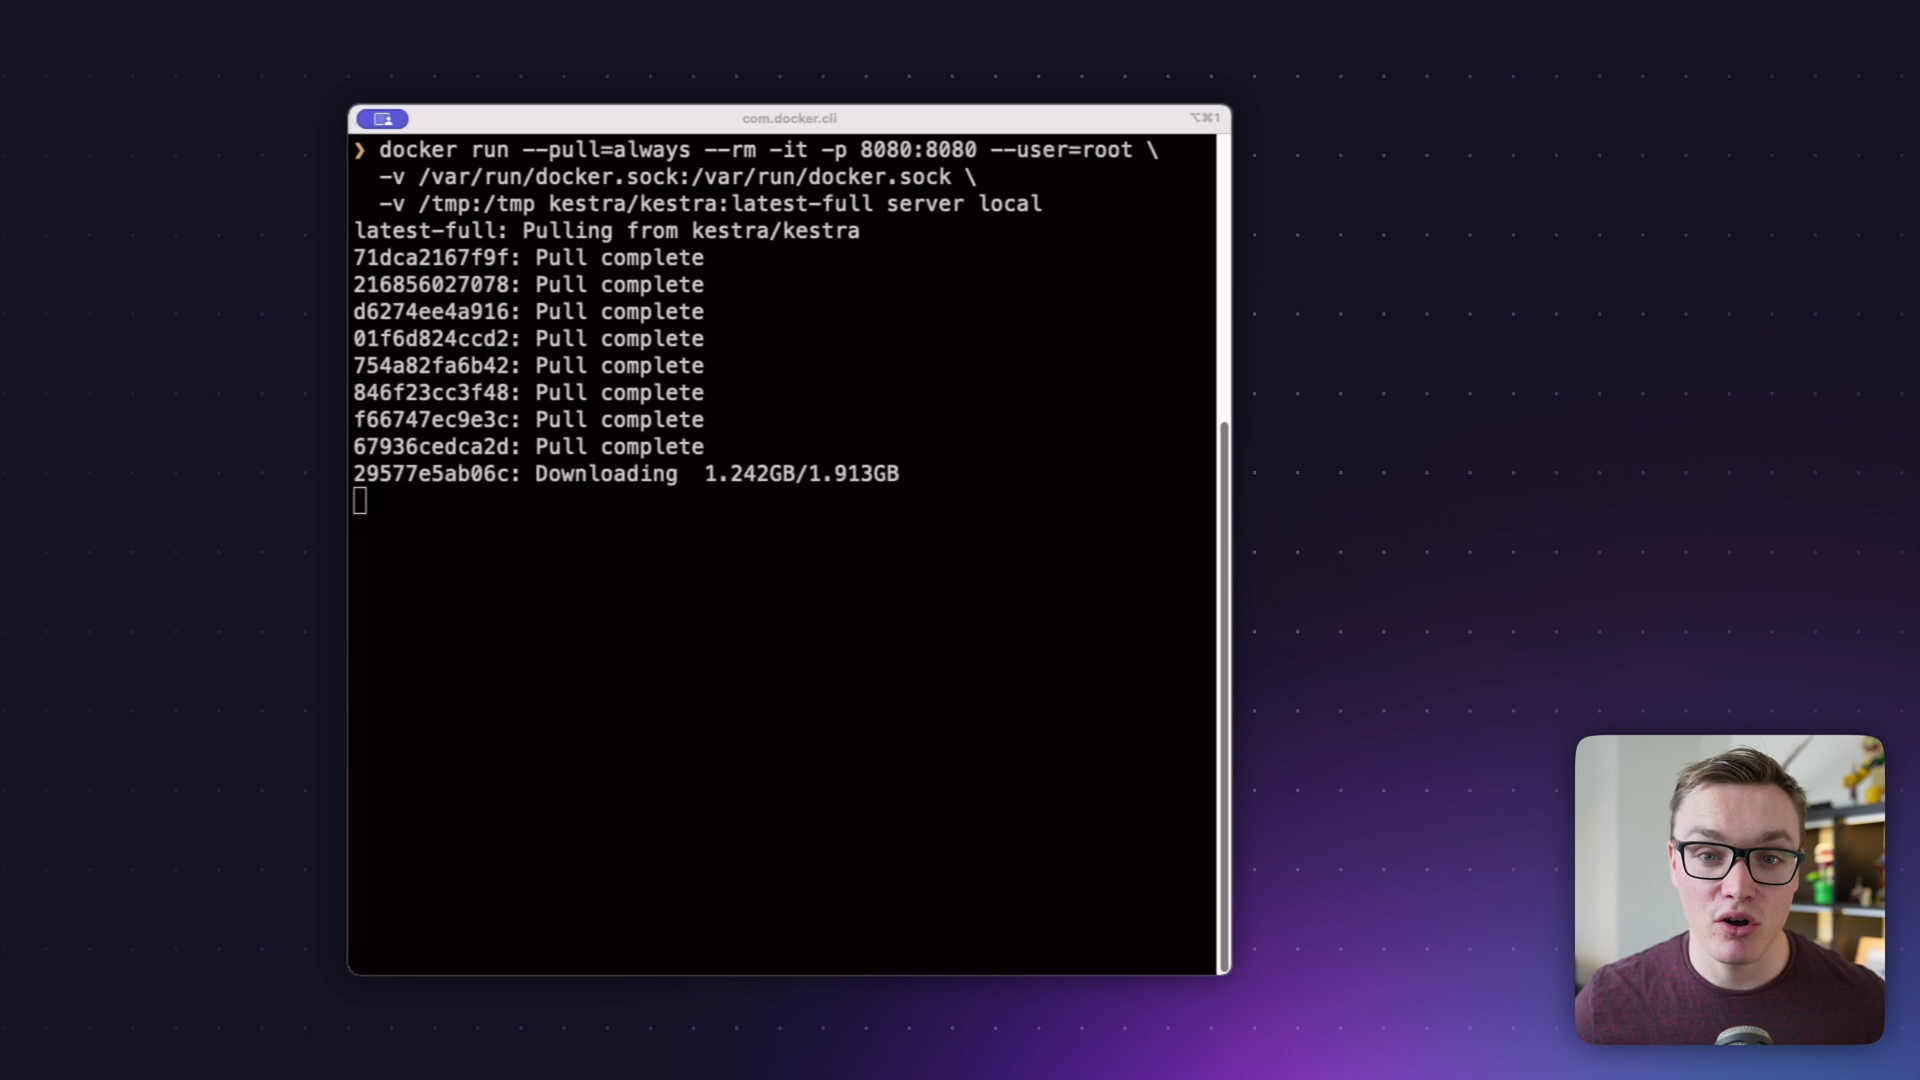 com.docker.cli
⌥⌘1
❯ docker run --pull=always --rm -it -p 8080:8080 --user=root \
-v /var/run/docker.sock:/var/run/docker.sock \
-v /tmp:/tmp kestra/kestra:latest-full server local
latest-full: Pulling from kestra/kestra
71dca2167f9f: Pull complete
216856027078: Pull complete
d6274ee4a916: Pull complete
01f6d824ccd2: Pull complete
754a82fa6b42: Pull complete
846f23cc3f48: Pull complete
f66747ec9e3c: Pull complete
67936cedca2d: Pull complete
29577e5ab06c: Downloading  1.242GB/1.913GB